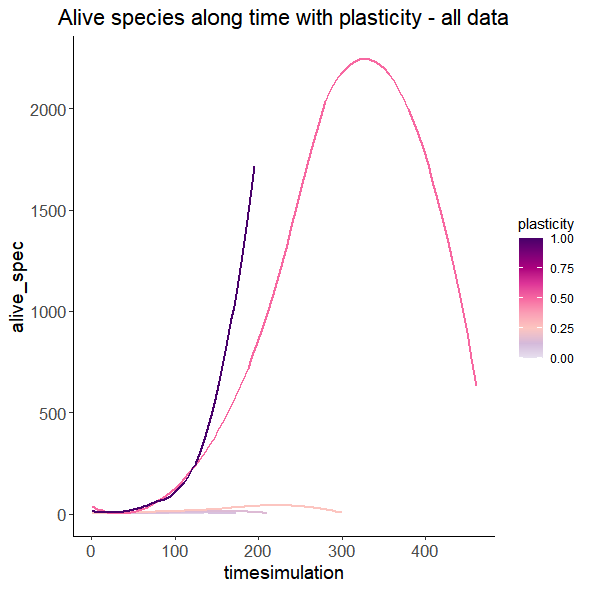 Alive species along time with plasticity - all data
2000
1500
1000
500
0
alive_spec
0 100 200 300 400
timesimulation
plasticity
1.00
0.75
0.50
0.25
0.00